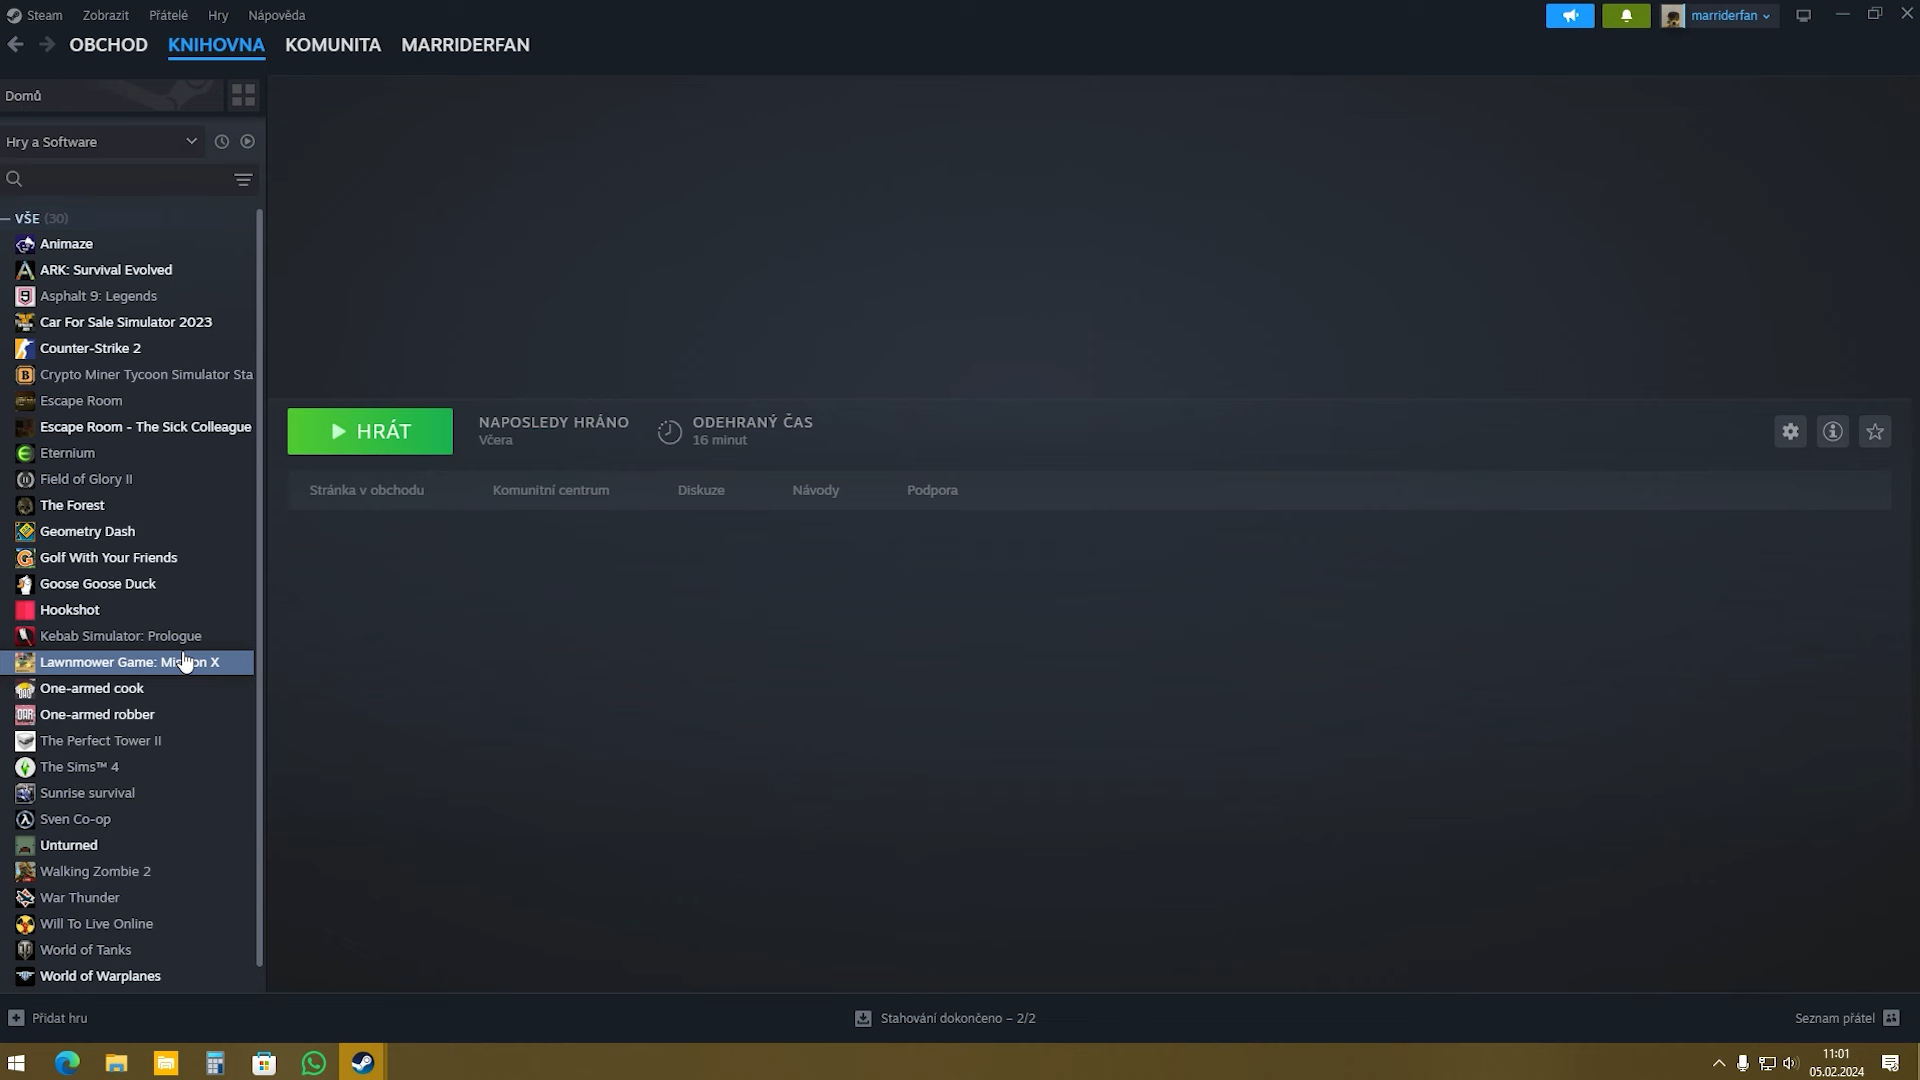 Steam Zobrazit Přátelé Hry Nápověda marriderfan
OBCHOD KNIHOVNA KOMUNITA MARRIDERFAN
Domů
Hry a Software
VŠE (30)
Animaze
ARK: Survival Evolved
Asphalt 9: Legends
Car For Sale Simulator 2023
Counter-Strike 2
Crypto Miner Tycoon Simulator Sta
Escape Room
Escape Room - The Sick Colleague
Eternium
Field of Glory II
The Forest
Geometry Dash
Golf With Your Friends
Goose Goose Duck
Hookshot
Kebab Simulator: Prologue
Lawnmower Game: X
One-armed cook
One-armed robber
The Perfect Tower II
The Sims™ 4
Sunrise survival
Sven Co-op
Unturned
Walking Zombie 2
War Thunder
Will To Live Online
World of Tanks
World of Warplanes
HRÁT
NAPOSLEDY HRÁNO
Včera
ODEHRANÝ ČAS
16 minut
Stránka v obchodu Komunitní centrum Diskuze Návody Podpora
Přidat hru Stahování dokončeno – 2/2 Seznam přátel
11:01
05.02.2024